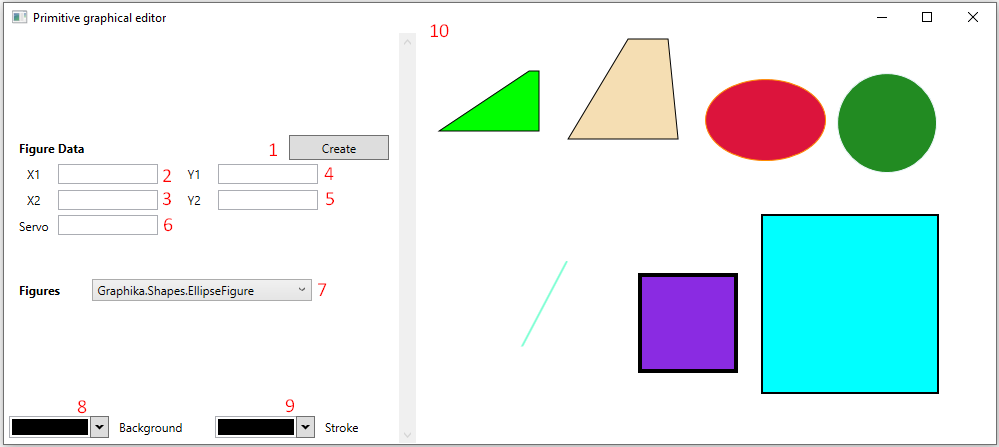 Primitive graphical editor
10
Figure Data 1 Create
X1 2 Y1 4
X2 3 Y2 5
Servo 6
Figures Graphika.Shapes.EllipseFigure 7
8 9
Background Stroke